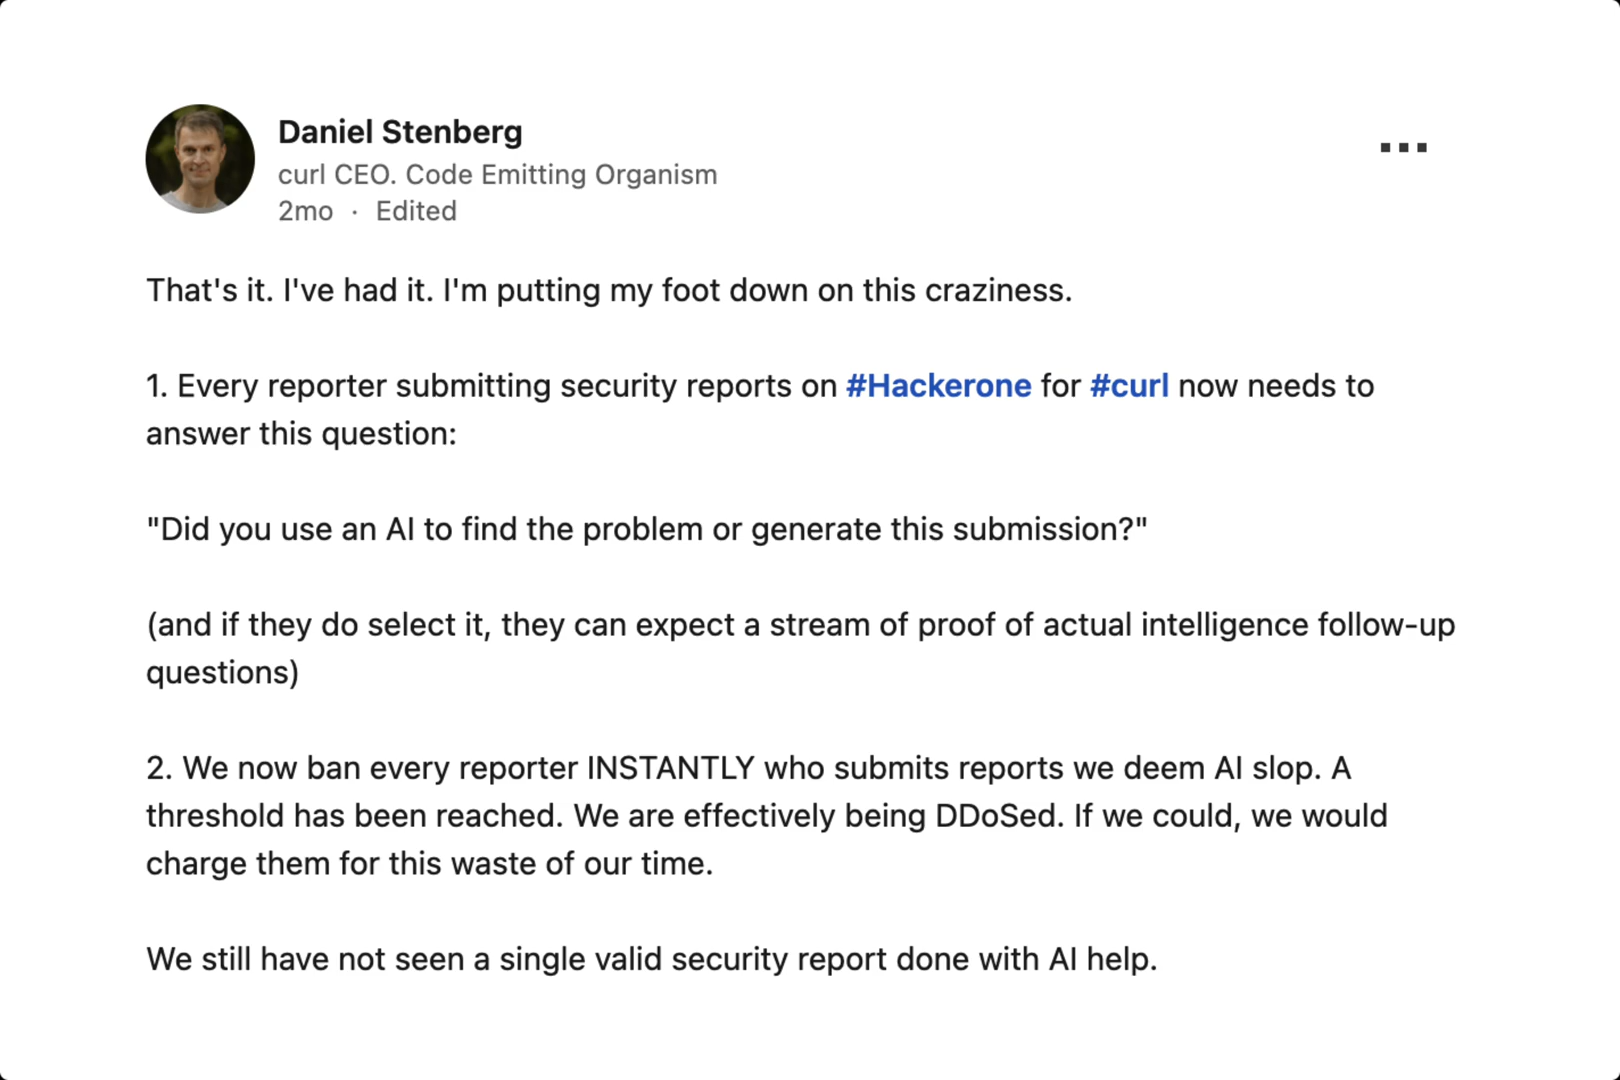 Daniel Stenberg
curl CEO. Code Emitting Organism
2mo · Edited
That's it. I've had it. I'm putting my foot down on this craziness.
1. Every reporter submitting security reports on #Hackerone for #curl now needs to
answer this question:
"Did you use an AI to find the problem or generate this submission?"
(and if they do select it, they can expect a stream of proof of actual intelligence follow-up
questions)
2. We now ban every reporter INSTANTLY who submits reports we deem AI slop. A
threshold has been reached. We are effectively being DDoSed. If we could, we would
charge them for this waste of our time.
We still have not seen a single valid security report done with AI help.